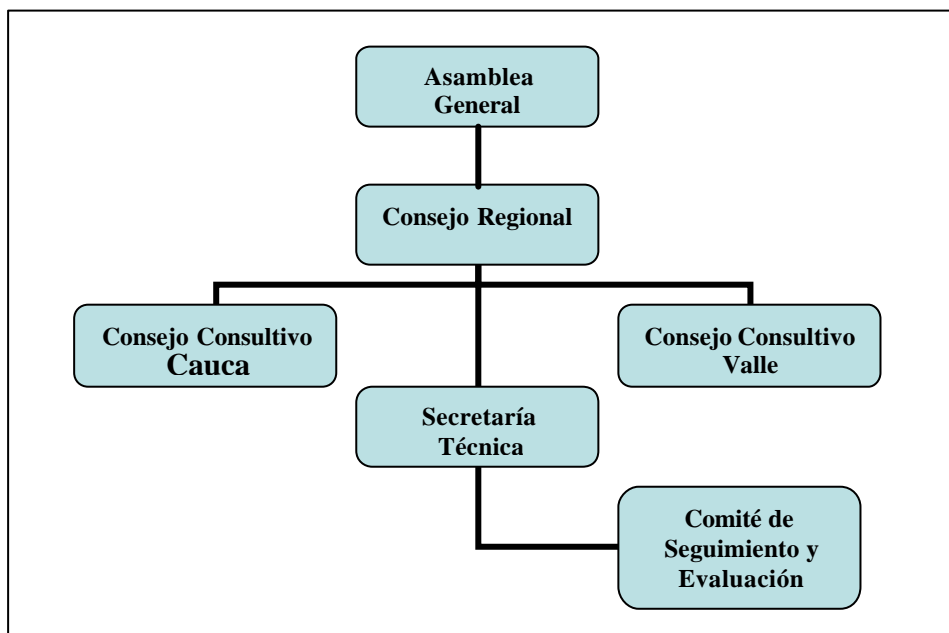 Asamblea
General
Consejo Regional
Consejo Consultivo
Cauca
Consejo Consultivo
Valle
Secretaría
Técnica
Comité de
Seguimiento y
Evaluación